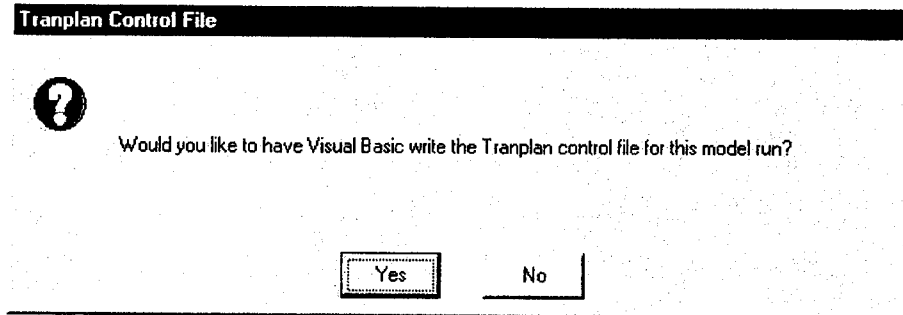 Tranplan Control File
?
Would you like to have Visual Basic write the Tranplan control file for this model run?
Yes No